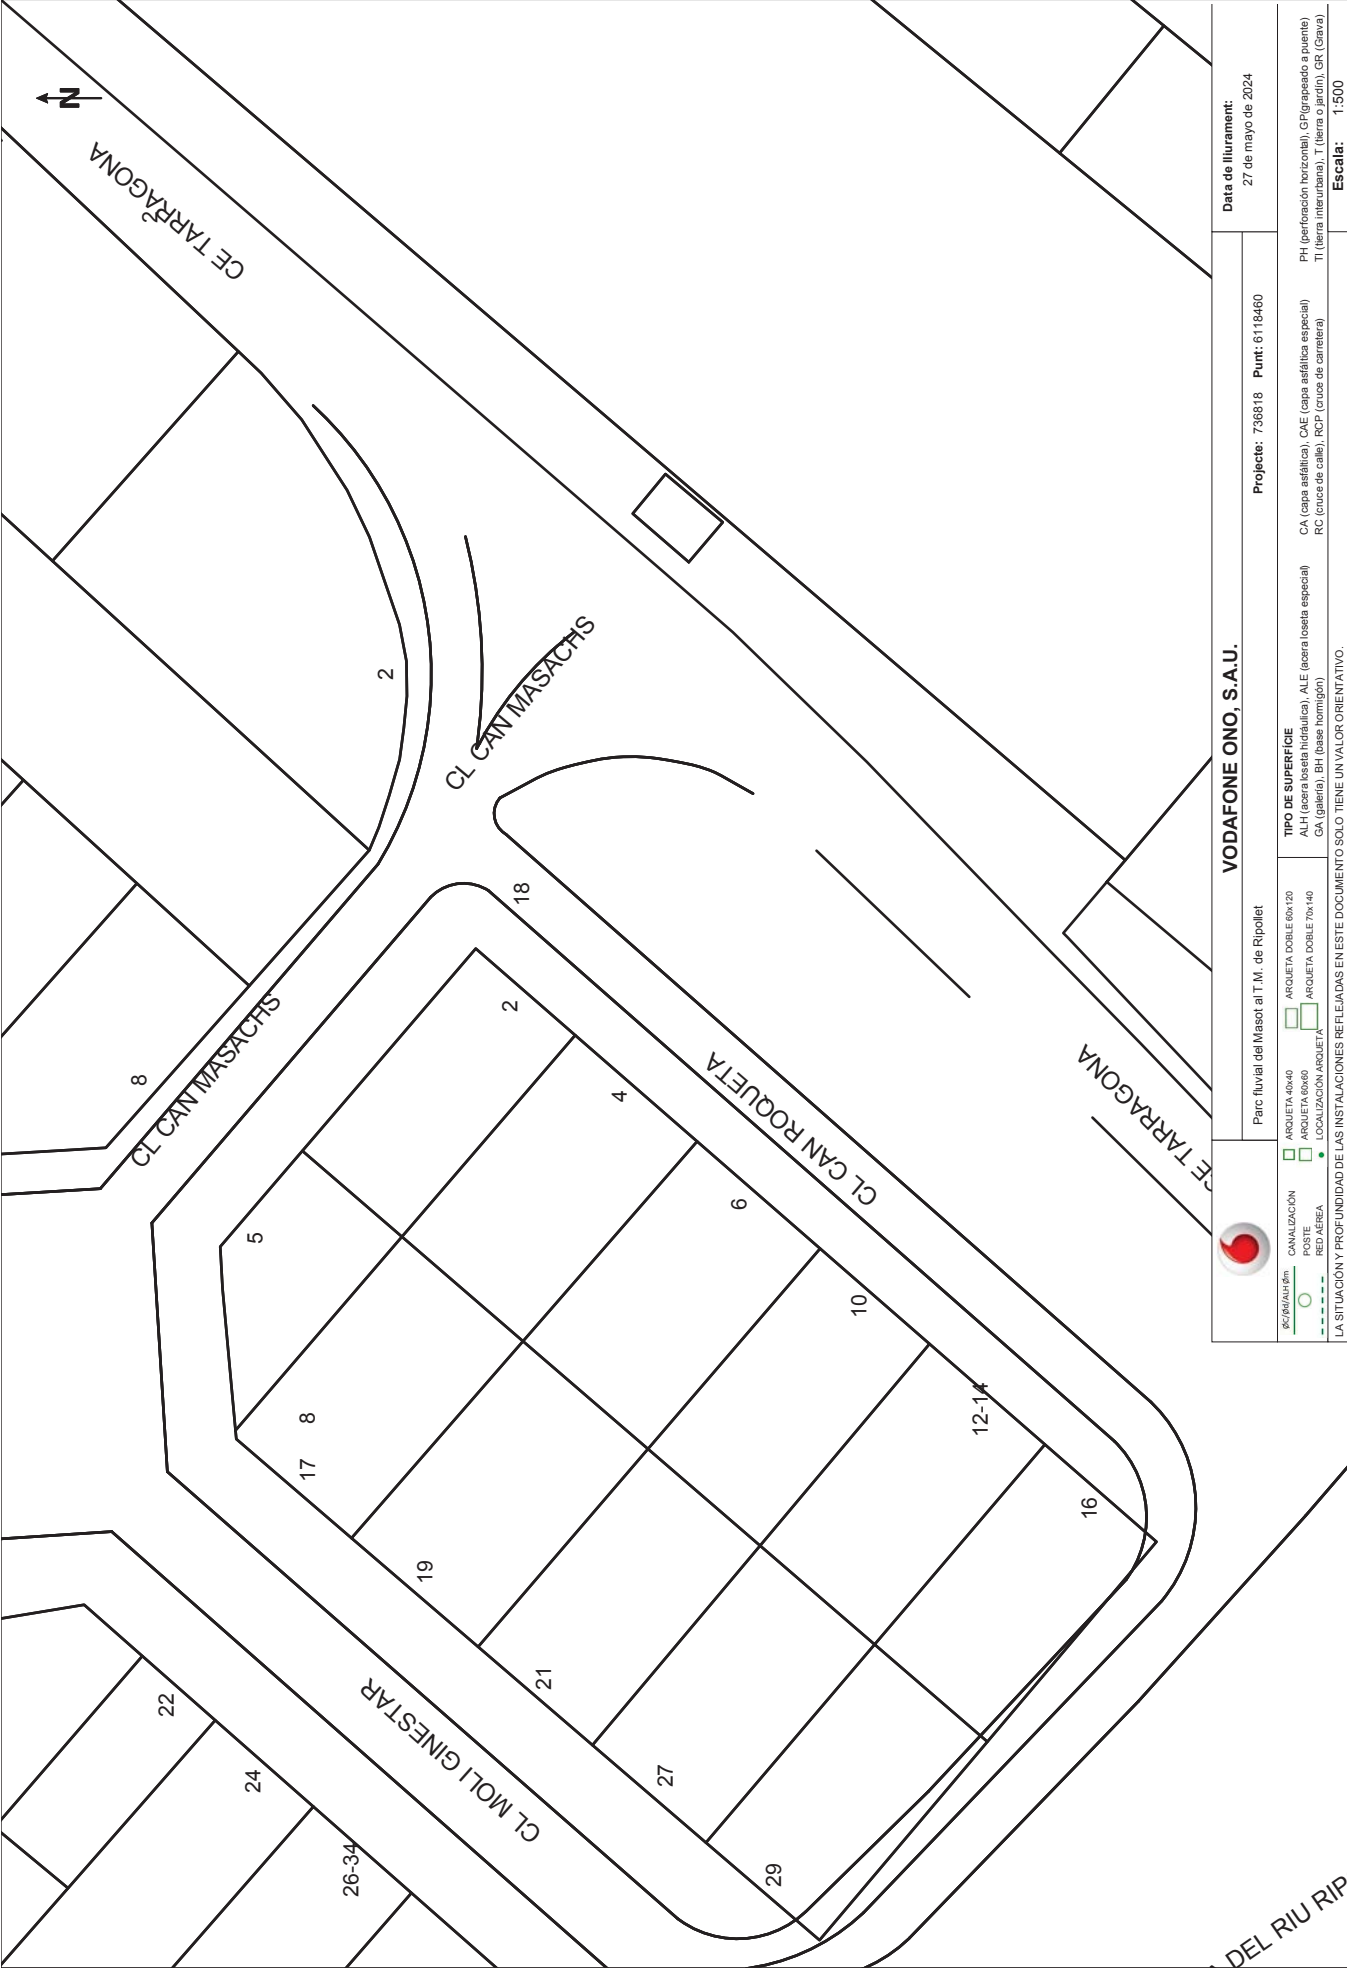 N
CE TARRAGONA
2
2
8
CL CAN MASACHS
CL CAN MASACHS
18
2
4
6
10
12-14
16
5
8
17
19
21
27
29
CL CAN ROQUETA
CE TARRAGONA
CL MOLI GINESTAR
22
24
26-34
DEL RIU RIP
VODAFONE ONO, S.A.U.
Data de lliurament:
27 de mayo de 2024
Parc fluvial del Masot al T.M. de Ripollet
Projecte: 736818 Punt: 6118460
ØC/Ød/ALH Øm
CANALIZACIÓN
POSTE
RED AÉREA
ARQUETA 40x40
ARQUETA 60x60
LOCALIZACIÓN ARQUETA
ARQUETA DOBLE 60x120
ARQUETA DOBLE 70x140
TIPO DE SUPERFÍCIE
ALH (acera loseta hidráulica), ALE (acera loseta especial)
GA (galería), BH (base hormigón)
CA (capa asfáltica), CAE (capa asfáltica especial)
RC (cruce de calle), RCP (cruce de carretera)
PH (perforación horizontal), GP(grapeado a puente)
TI (tierra interurbana), T (tierra o jardín), GR (Grava)
LA SITUACIÓN Y PROFUNDIDAD DE LAS INSTALACIONES REFLEJADAS EN ESTE DOCUMENTO SOLO TIENE UN VALOR ORIENTATIVO.
Escala: 1:500